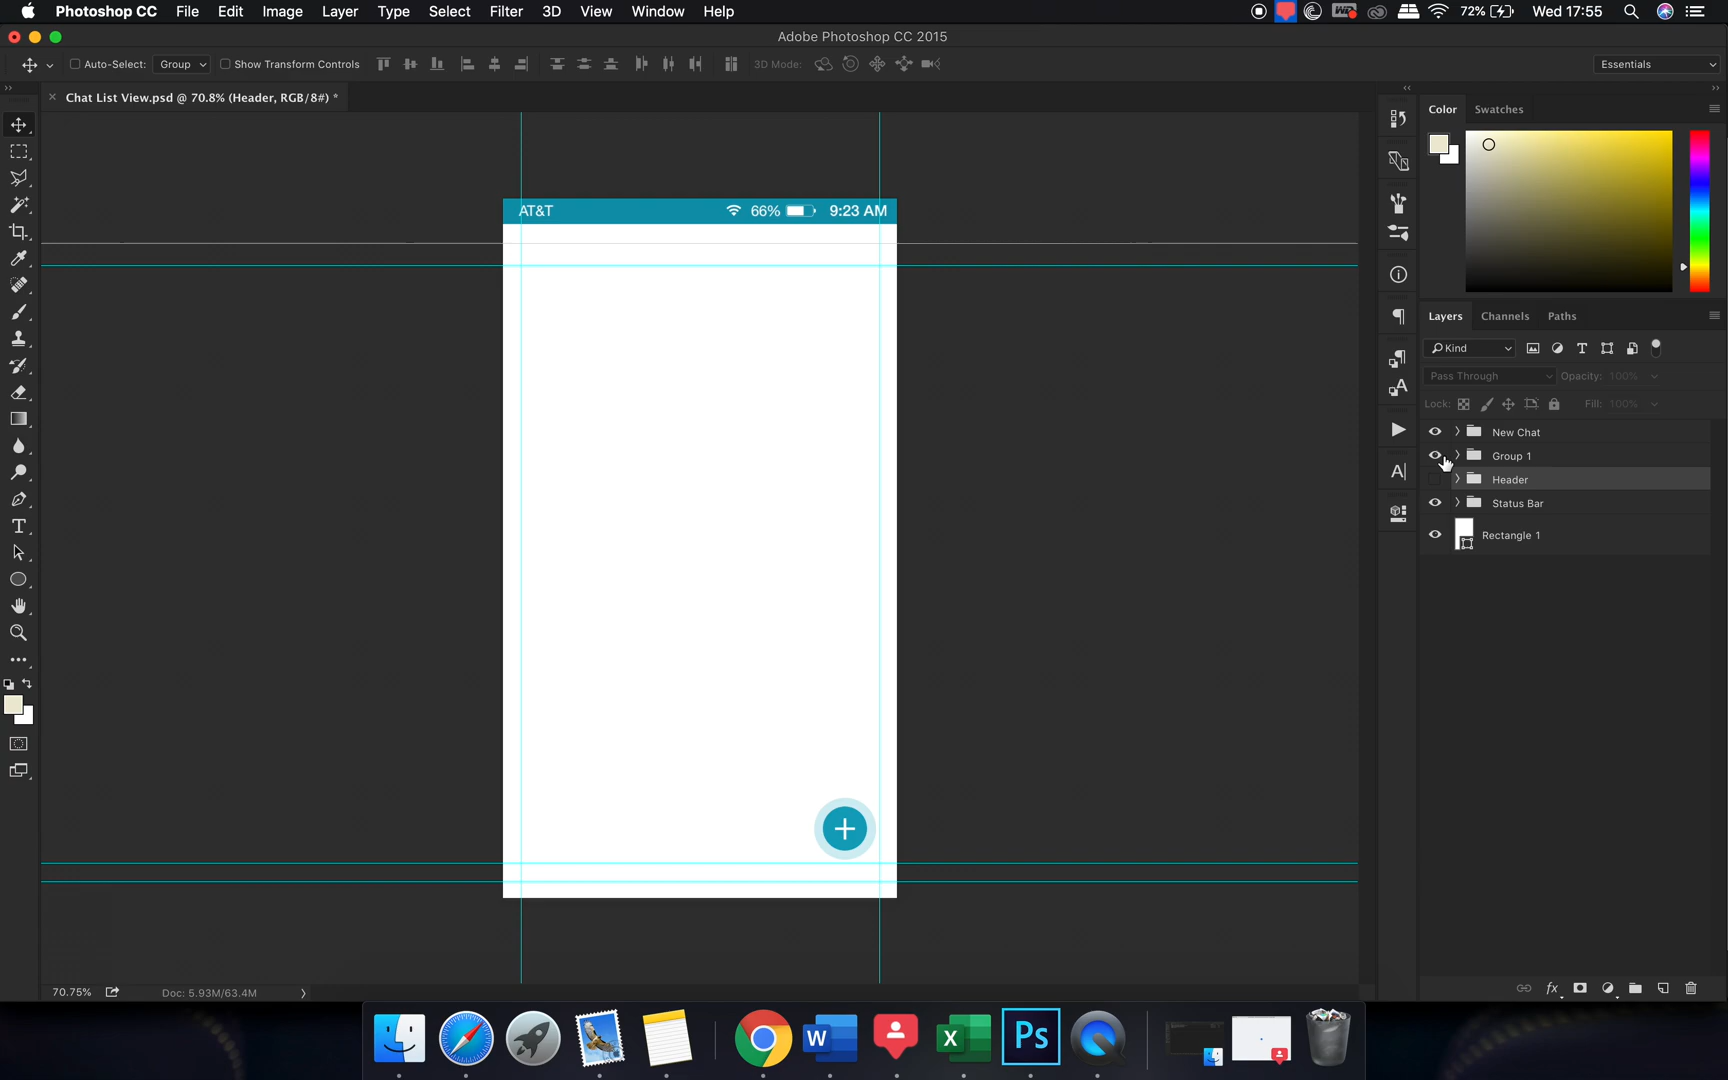 Photoshop CC File Edit Image Layer Type Select Filter 3D View Window Help 72% Wed 17:55
Adobe Photoshop CC 2015
Auto-Select: Group Show Transform Controls 3D Mode: Essentials
Chat List View.psd @ 70.8% (Header, RGB/8#) *
Color Swatches
AT&T 66% 9:23 AM
Layers Channels Paths
Kind
Pass Through Opacity: 100%
Lock: Fill: 100%
New Chat
Group 1
Header
Status Bar
Rectangle 1
70.75% Doc: 5.93M/63.4M
fx
W X Ps